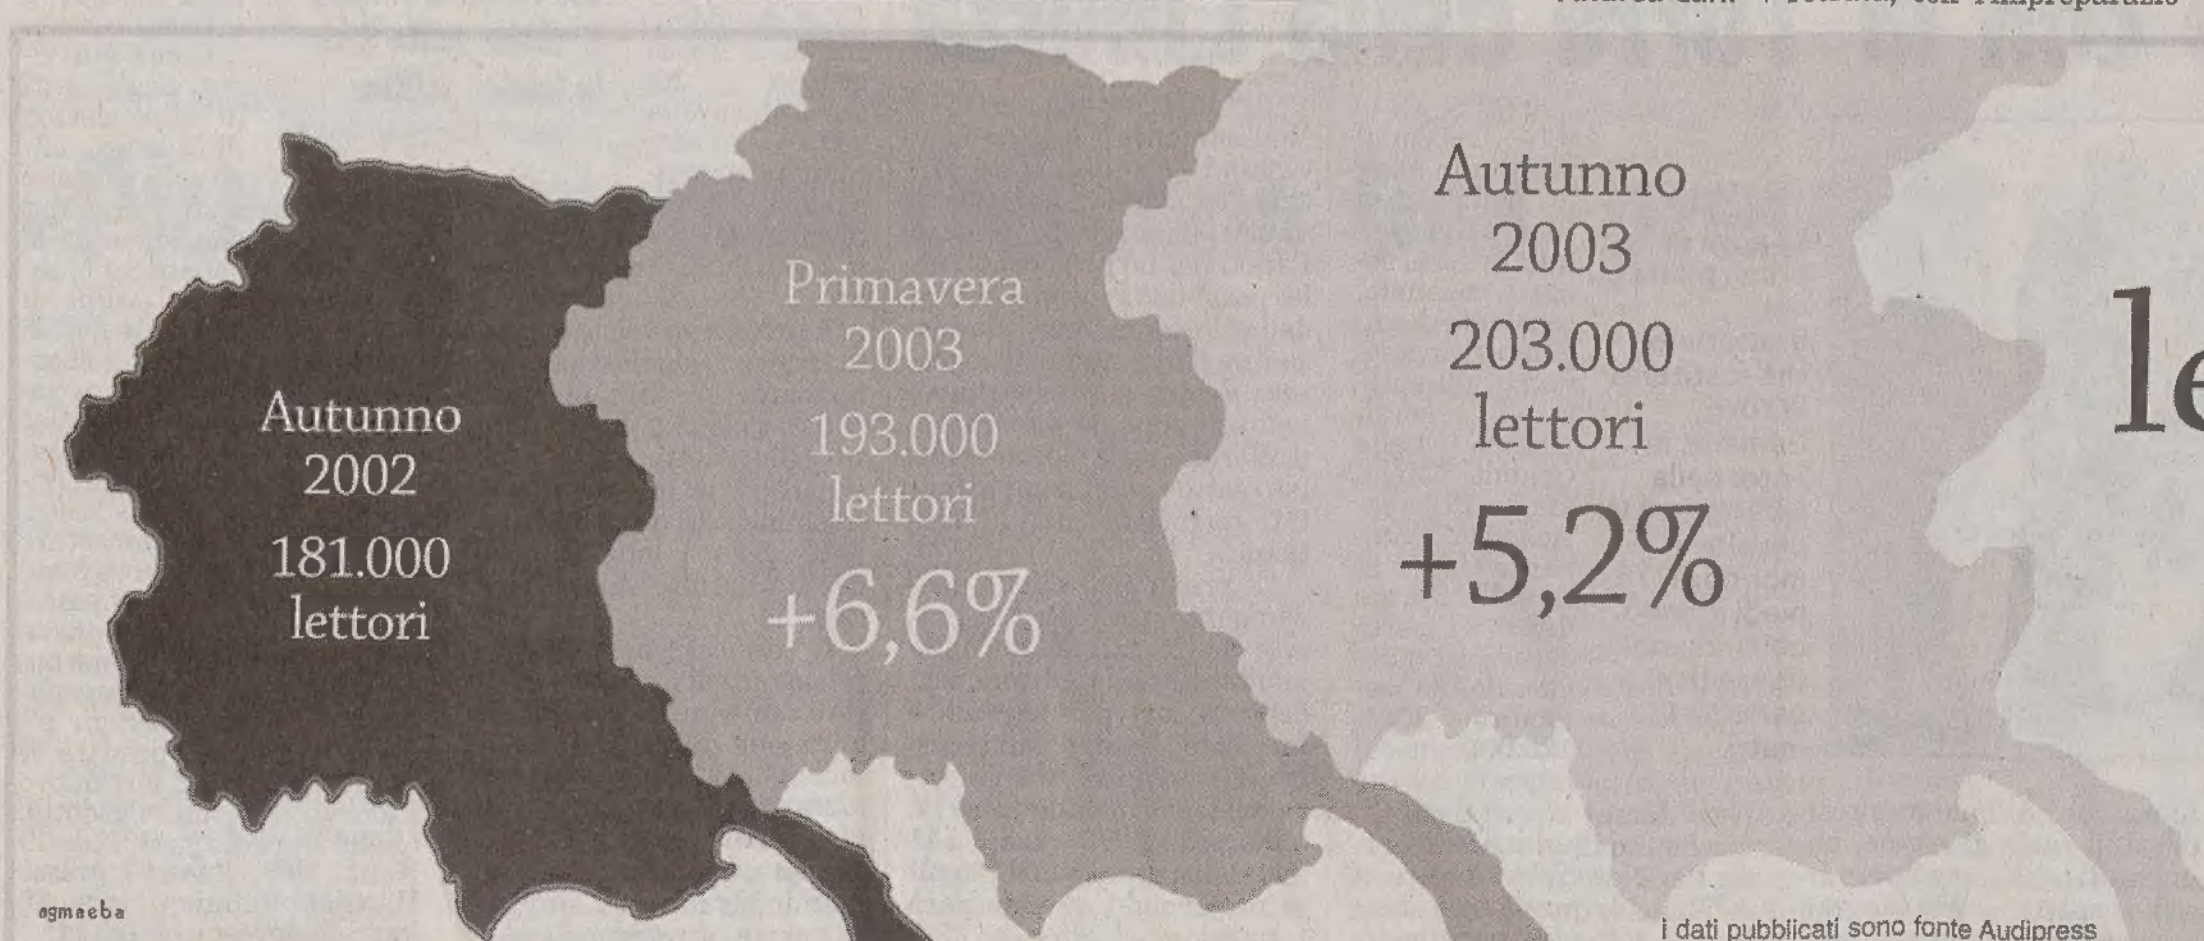 Autunno
2002
181.000
lettori
Primavera
2003
193.000
lettori
+6,6%
Autunno
2003
203.000
lettori
+5,2%
le
agmaeba
i dati pubblicati sono fonte Audipress